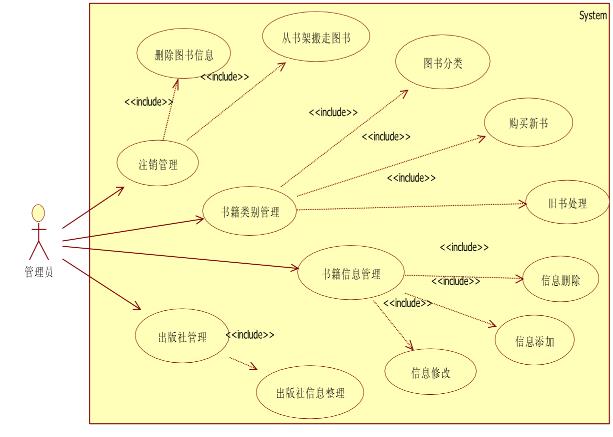 System
从书架搬走图书
删除图书信息
<<include>>
图书分类
<<include>>
<<include>>
购买新书
<<include>>
注销管理
<<include>>
旧书处理
书籍类别管理
<<include>>
管理员
书籍信息管理
信息删除
<<include>>
<<include>>
出版社管理
<<include>>
信息添加
信息修改
出版社信息整理